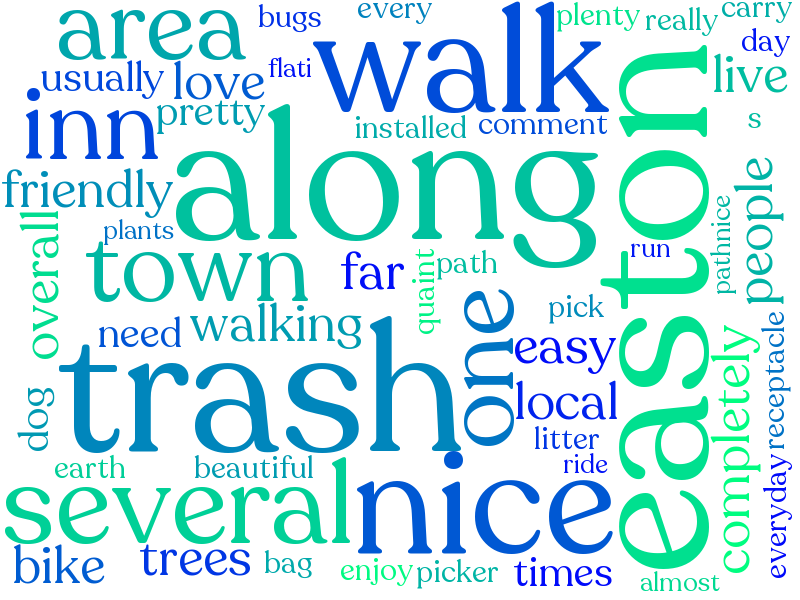 bugs
every
plenty
really
carry
area
walk
day
usually
love
flati
live
inn
pretty
installed
comment
s
friendly
along
easton
people
plants
overall
town
far
quaint
path
run
pathnice
need
walking
one
pick
easy
trash
dog
local
completely
receptacle
litter
earth
beautiful
ride
several
nice
everyday
bike
trees
bag
enjoy
picker
times
almost